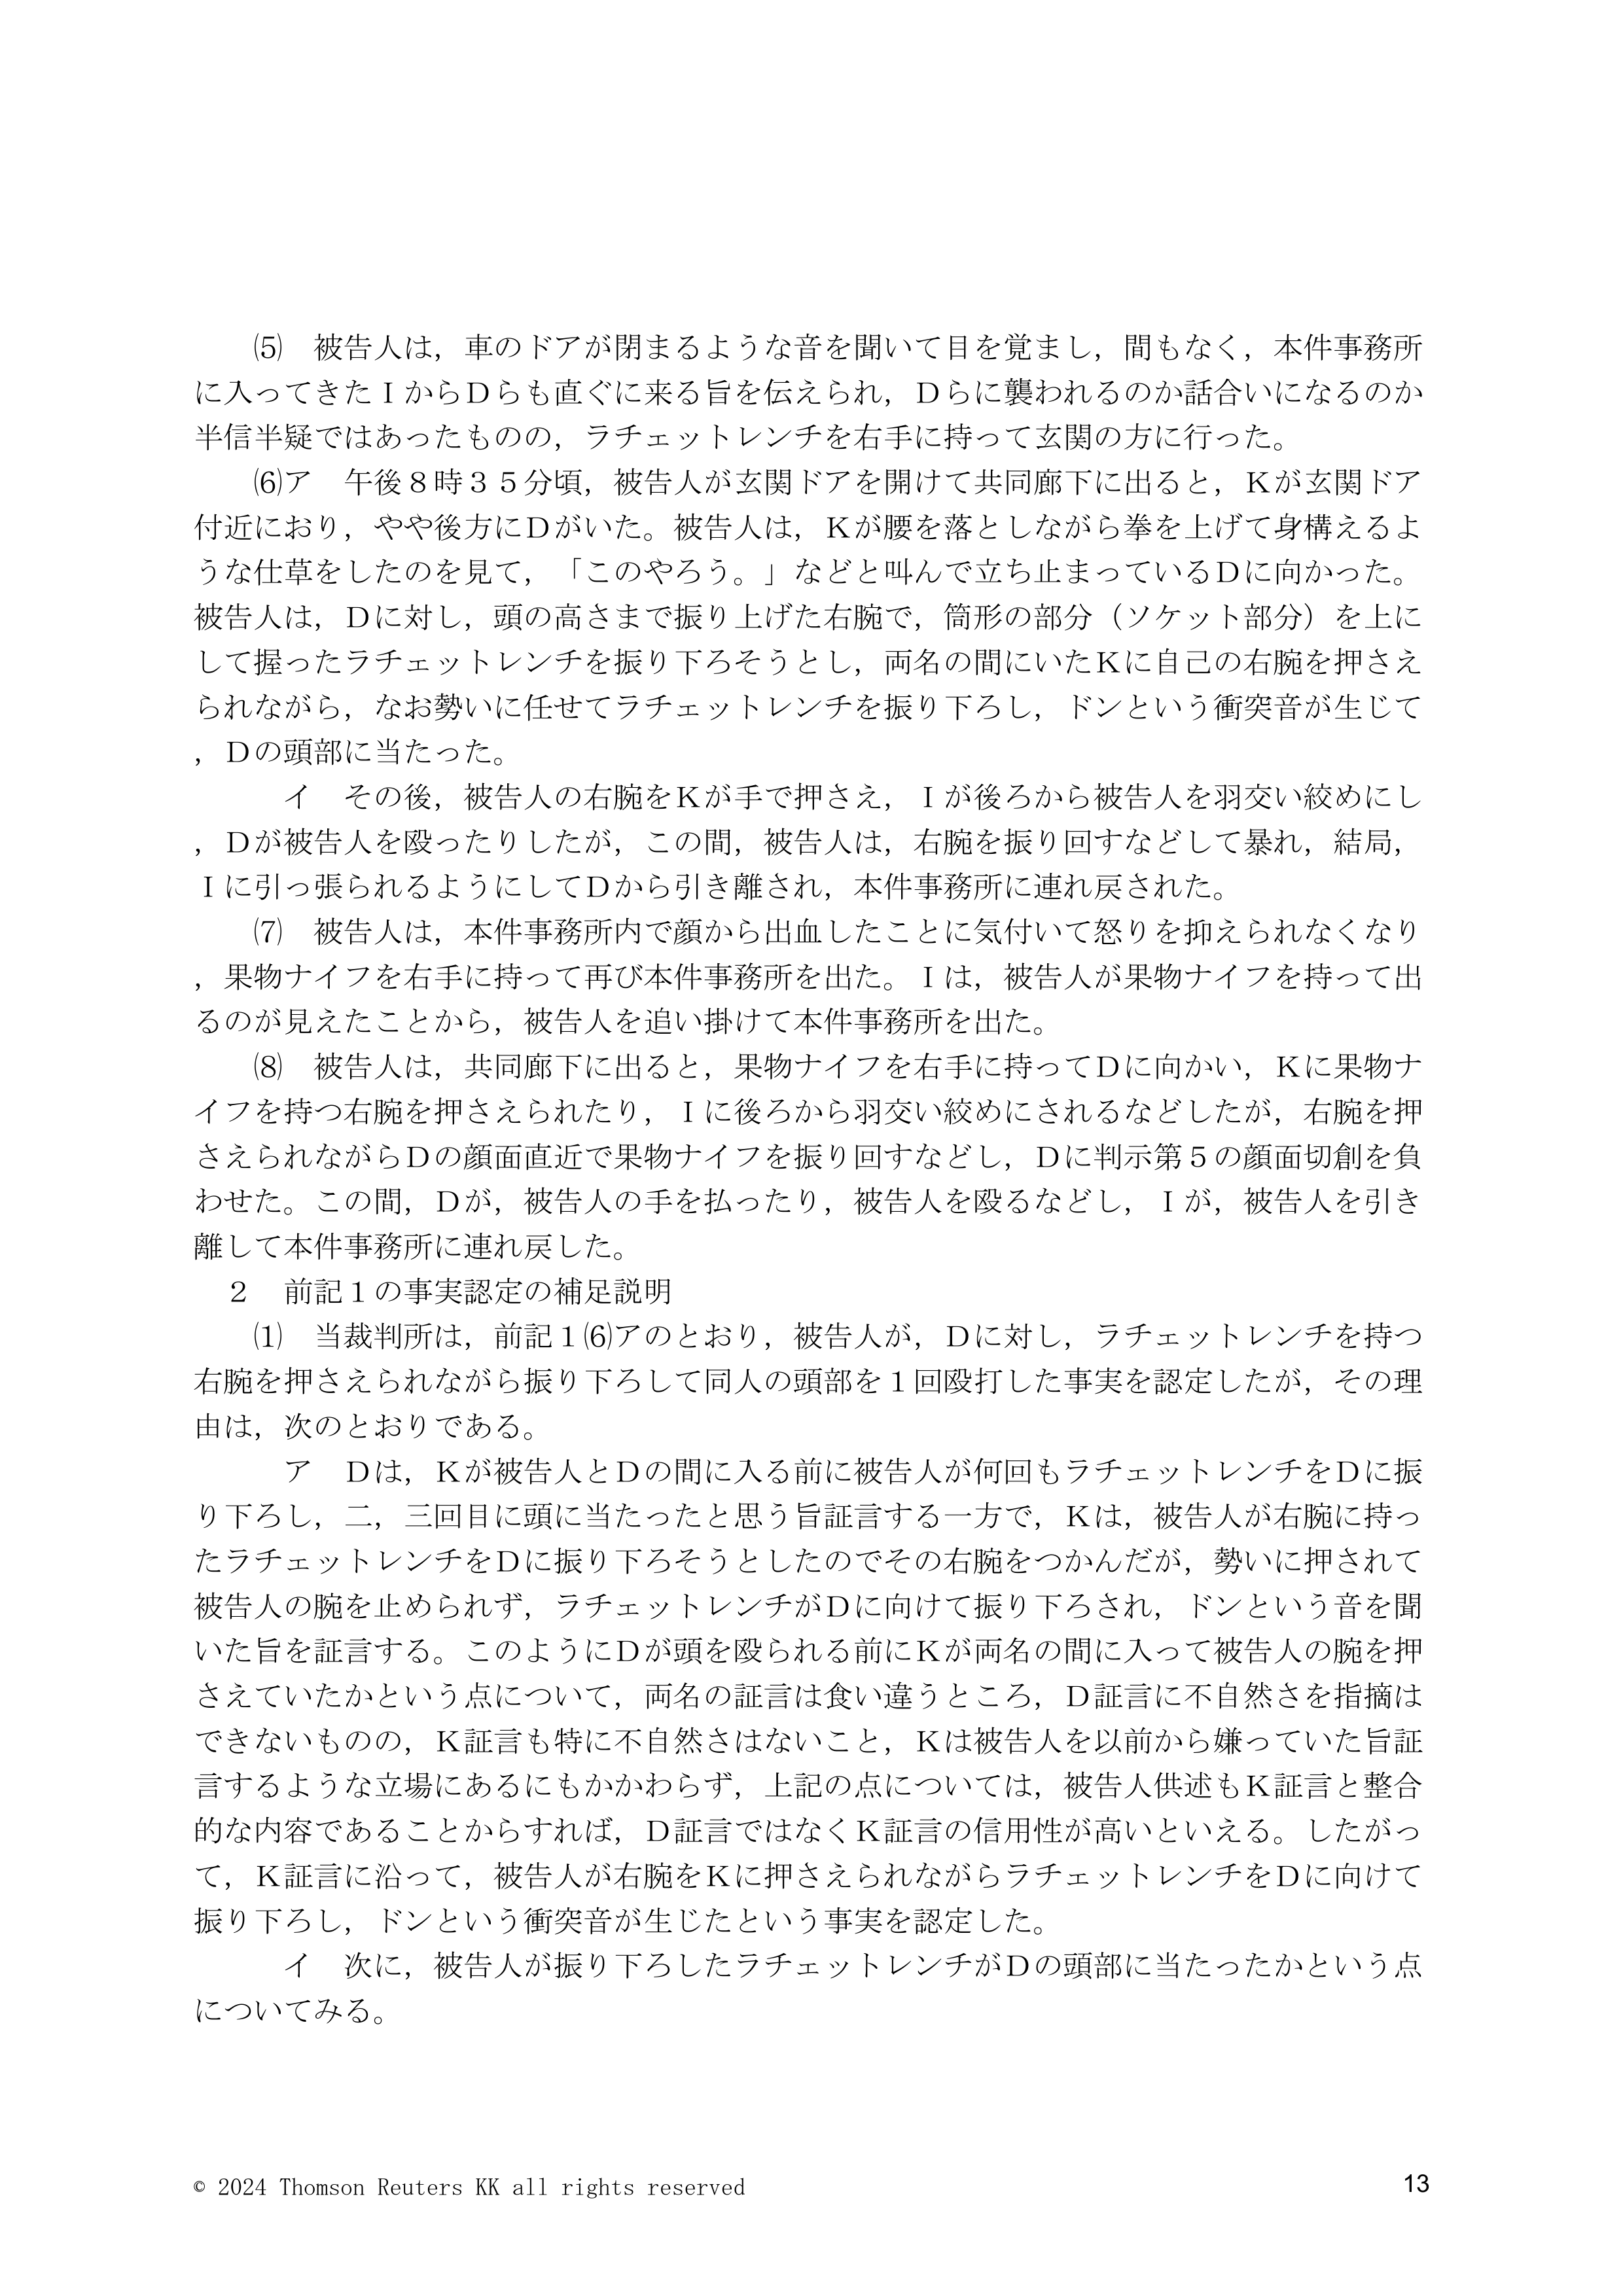 ⑸　被告人は，車のドアが閉まるような音を聞いて目を覚まし，間もなく，本件事務所
に入ってきたＩからＤらも直ぐに来る旨を伝えられ，Ｄらに襲われるのか話合いになるのか
半信半疑ではあったものの，ラチェットレンチを右手に持って玄関の方に行った。
⑹ア　午後８時３５分頃，被告人が玄関ドアを開けて共同廊下に出ると，Ｋが玄関ドア
付近におり，やや後方にＤがいた。被告人は，Ｋが腰を落としながら拳を上げて身構えるよ
うな仕草をしたのを見て，「このやろう。」などと叫んで立ち止まっているＤに向かった。
被告人は，Ｄに対し，頭の高さまで振り上げた右腕で，筒形の部分（ソケット部分）を上に
して握ったラチェットレンチを振り下ろそうとし，両名の間にいたＫに自己の右腕を押さえ
られながら，なお勢いに任せてラチェットレンチを振り下ろし，ドンという衝突音が生じて
，Ｄの頭部に当たった。
イ　その後，被告人の右腕をＫが手で押さえ，Ｉが後ろから被告人を羽交い絞めにし
，Ｄが被告人を殴ったりしたが，この間，被告人は，右腕を振り回すなどして暴れ，結局，
Ｉに引っ張られるようにしてＤから引き離され，本件事務所に連れ戻された。
⑺　被告人は，本件事務所内で顔から出血したことに気付いて怒りを抑えられなくなり
，果物ナイフを右手に持って再び本件事務所を出た。Ｉは，被告人が果物ナイフを持って出
るのが見えたことから，被告人を追い掛けて本件事務所を出た。
⑻　被告人は，共同廊下に出ると，果物ナイフを右手に持ってＤに向かい，Ｋに果物ナ
イフを持つ右腕を押さえられたり，Ｉに後ろから羽交い絞めにされるなどしたが，右腕を押
さえられながらＤの顔面直近で果物ナイフを振り回すなどし，Ｄに判示第５の顔面切創を負
わせた。この間，Ｄが，被告人の手を払ったり，被告人を殴るなどし，Ｉが，被告人を引き
離して本件事務所に連れ戻した。
２　前記１の事実認定の補足説明
⑴　当裁判所は，前記１⑹アのとおり，被告人が，Ｄに対し，ラチェットレンチを持つ
右腕を押さえられながら振り下ろして同人の頭部を１回殴打した事実を認定したが，その理
由は，次のとおりである。
ア　Ｄは，Ｋが被告人とＤの間に入る前に被告人が何回もラチェットレンチをＤに振
り下ろし，二，三回目に頭に当たったと思う旨証言する一方で，Ｋは，被告人が右腕に持っ
たラチェットレンチをＤに振り下ろそうとしたのでその右腕をつかんだが，勢いに押されて
被告人の腕を止められず，ラチェットレンチがＤに向けて振り下ろされ，ドンという音を聞
いた旨を証言する。このようにＤが頭を殴られる前にＫが両名の間に入って被告人の腕を押
さえていたかという点について，両名の証言は食い違うところ，Ｄ証言に不自然さを指摘は
できないものの，Ｋ証言も特に不自然さはないこと，Ｋは被告人を以前から嫌っていた旨証
言するような立場にあるにもかかわらず，上記の点については，被告人供述もＫ証言と整合
的な内容であることからすれば，Ｄ証言ではなくＫ証言の信用性が高いといえる。したがっ
て，Ｋ証言に沿って，被告人が右腕をＫに押さえられながらラチェットレンチをＤに向けて
振り下ろし，ドンという衝突音が生じたという事実を認定した。
イ　次に，被告人が振り下ろしたラチェットレンチがＤの頭部に当たったかという点
についてみる。
© 2024 Thomson Reuters KK all rights reserved
13